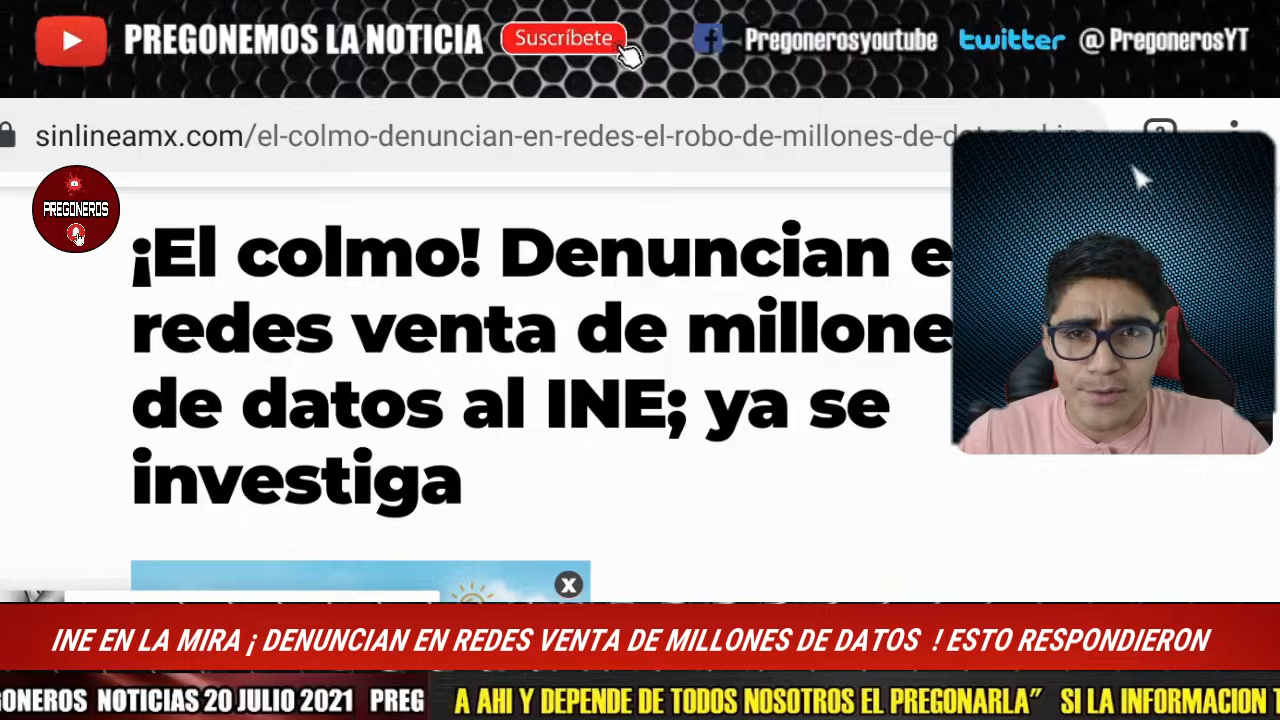 PREGONEMOS LA NOTICIA Suscríbete Pregonerosyoutube twitter @ PregonerosYT
sinlineamx.com/el-colmo-denuncian-en-redes-el-robo-de-millones-de-
PREGONEROS
¡El colmo! Denuncian e
redes venta de millone
de datos al INE; ya se
investiga
X
INE EN LA MIRA ¡ DENUNCIAN EN REDES VENTA DE MILLONES DE DATOS ! ESTO RESPONDIERON
GONEROS NOTICIAS 20 JULIO 2021 PREG A AHI Y DEPENDE DE TODOS NOSOTROS EL PREGONARLA" SI LA INFORMACION T